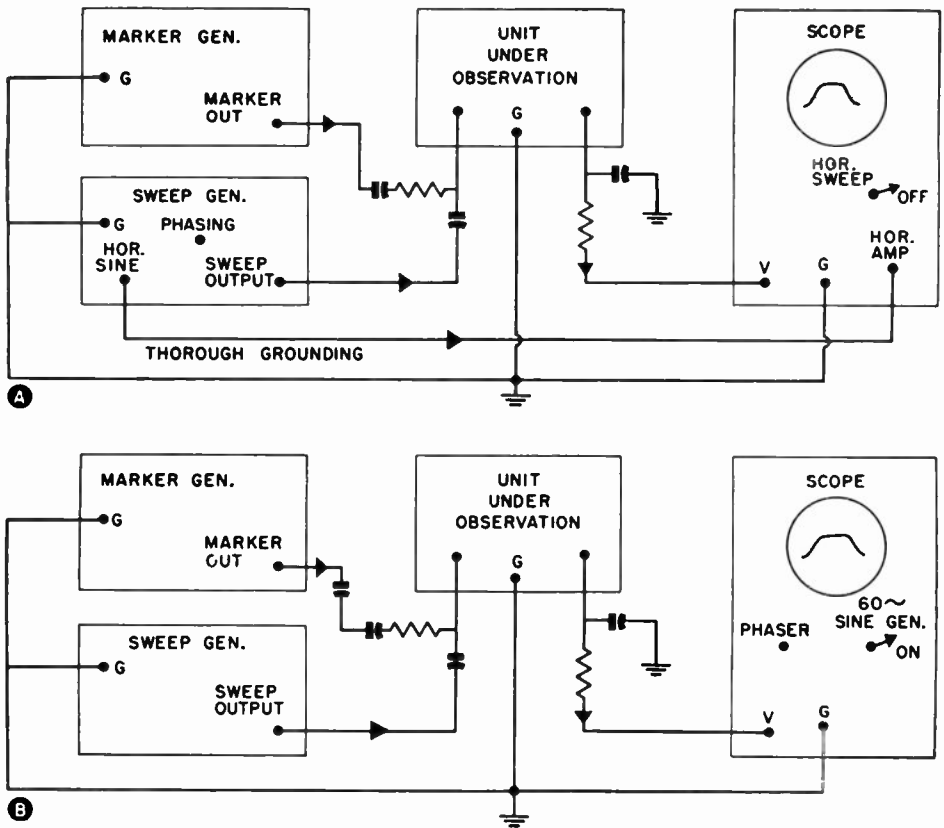 MARKER GEN.
G
MARKER
OUT
SWEEP GEN.
G
PHASING
HOR.
SINE
SWEEP
OUTPUT
UNIT
UNDER
OBSERVATION
G
SCOPE
HOR.
SWEEP
OFF
HOR.
AMP
V
G
THOROUGH GROUNDING
A
MARKER GEN.
G
MARKER
OUT
SWEEP GEN.
G
SWEEP
OUTPUT
UNIT
UNDER
OBSERVATION
G
SCOPE
60~
SINE GEN.
PHASER
ON
V
G
B